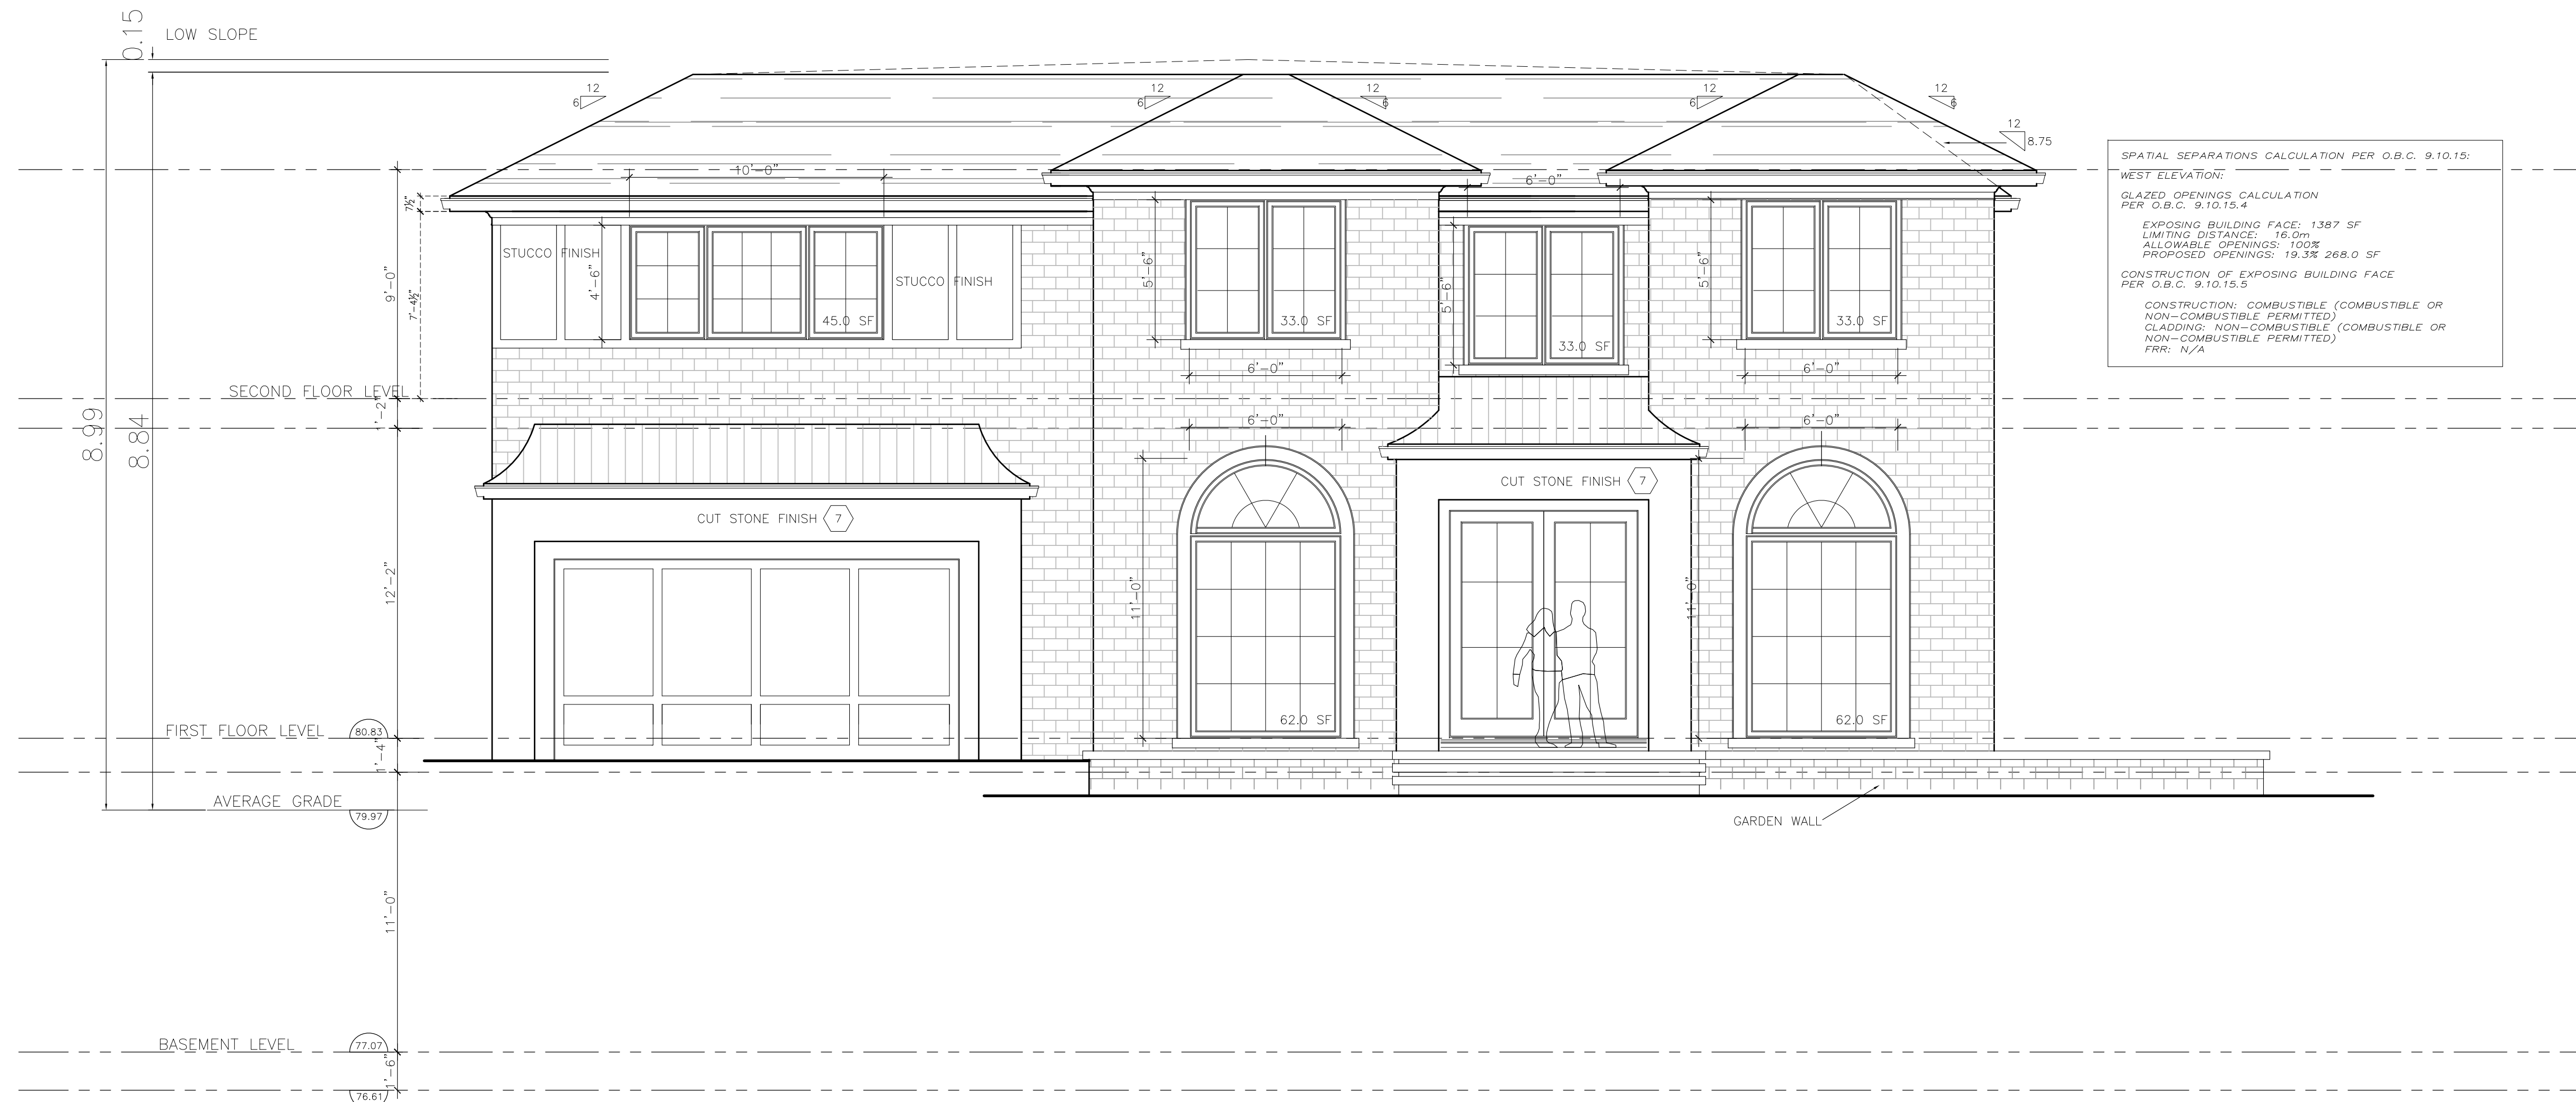 0.15
LOW SLOPE
12
6
12
6
12
6
12
6
12
6
12
8.75
SPATIAL SEPARATIONS CALCULATION PER O.B.C. 9.10.15:
WEST ELEVATION:
GLAZED OPENINGS CALCULATION
PER O.B.C. 9.10.15.4
EXPOSING BUILDING FACE: 1387 SF
LIMITING DISTANCE: 16.0m
ALLOWABLE OPENINGS: 100%
PROPOSED OPENINGS: 19.3% 268.0 SF
CONSTRUCTION OF EXPOSING BUILDING FACE
PER O.B.C. 9.10.15.5
CONSTRUCTION: COMBUSTIBLE (COMBUSTIBLE OR
NON-COMBUSTIBLE PERMITTED)
CLADDING: NON-COMBUSTIBLE (COMBUSTIBLE OR
NON-COMBUSTIBLE PERMITTED)
FRR: N/A
10'-0"
6'-0"
7½"
STUCCO FINISH
STUCCO FINISH
9'-0"
7'-4½"
4'-6"
5'-6"
5'-6"
5'-6"
45.0 SF
33.0 SF
33.0 SF
33.0 SF
6'-0"
6'-0"
SECOND FLOOR LEVEL
1'-2"
6'-0"
6'-0"
8.99
8.84
CUT STONE FINISH 7
CUT STONE FINISH 7
12'-2"
11'-0"
11'-0"
62.0 SF
62.0 SF
FIRST FLOOR LEVEL
80.83
1'-4"
AVERAGE GRADE
79.97
GARDEN WALL
11'-0"
BASEMENT LEVEL
77.07
1'-6"
76.61